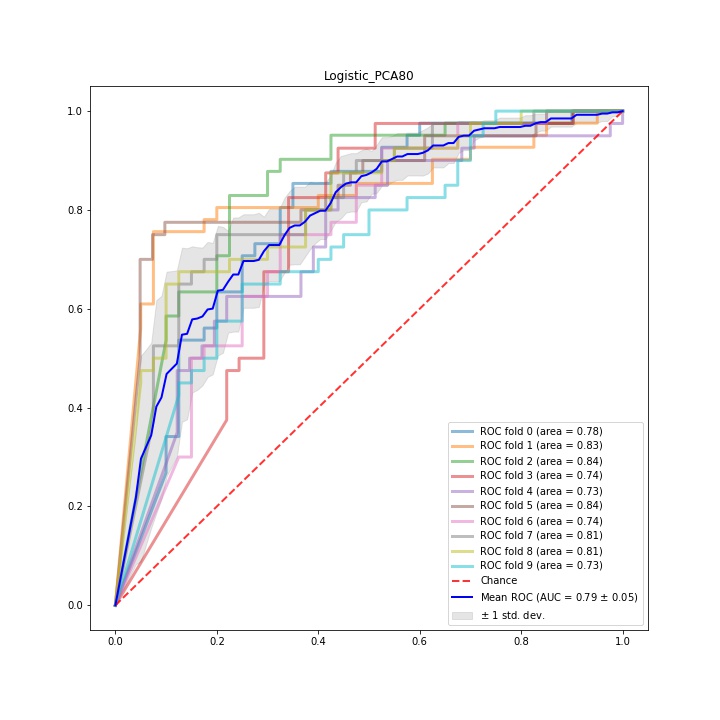 Logistic_PCA80
1.0
0.8
0.6
0.4
0.2
0.0
0.0 0.2 0.4 0.6 0.8 1.0
ROC fold 0 (area = 0.78)
ROC fold 1 (area = 0.83)
ROC fold 2 (area = 0.84)
ROC fold 3 (area = 0.74)
ROC fold 4 (area = 0.73)
ROC fold 5 (area = 0.84)
ROC fold 6 (area = 0.74)
ROC fold 7 (area = 0.81)
ROC fold 8 (area = 0.81)
ROC fold 9 (area = 0.73)
Chance
Mean ROC (AUC = 0.79 ± 0.05)
± 1 std. dev.